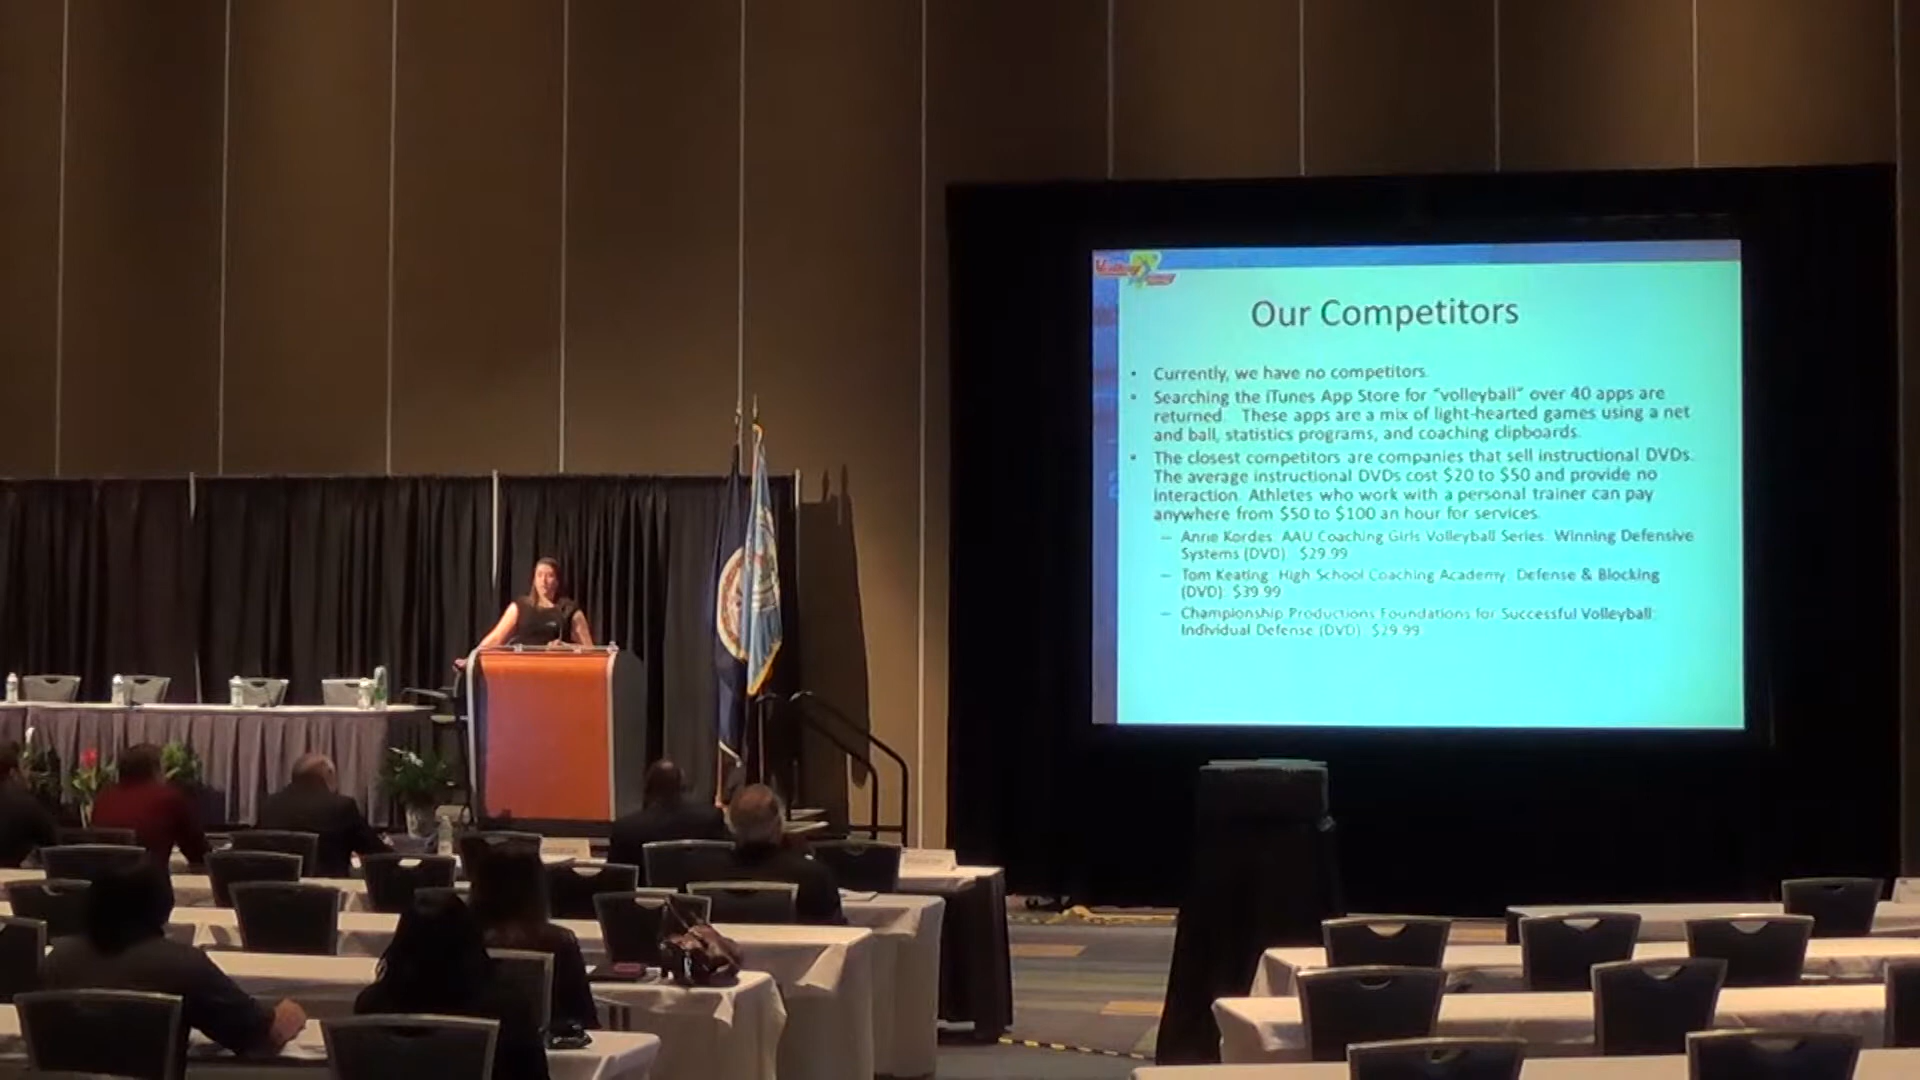 Our Competitors
• Currently, we have no competitors.
• Searching the iTunes App Store for "volleyball" over 40 apps are
returned. These apps are a mix of light-hearted games using a net
and ball, statistics programs, and coaching clipboards.
• The closest competitors are companies that sell instructional DVDs.
The average instructional DVDs cost $20 to $50 and provide no
interaction. Athletes who work with a personal trainer can pay
anywhere from $50 to $100 an hour for services.
– Anne Kordes: AAU Coaching Girls Volleyball Series: Winning Defensive
Systems (DVD): $29.99
– Tom Keating: High School Coaching Academy: Defense & Blocking
(DVD): $39.99
– Championship Productions Foundations for Successful Volleyball:
Individual Defense (DVD): $29.99